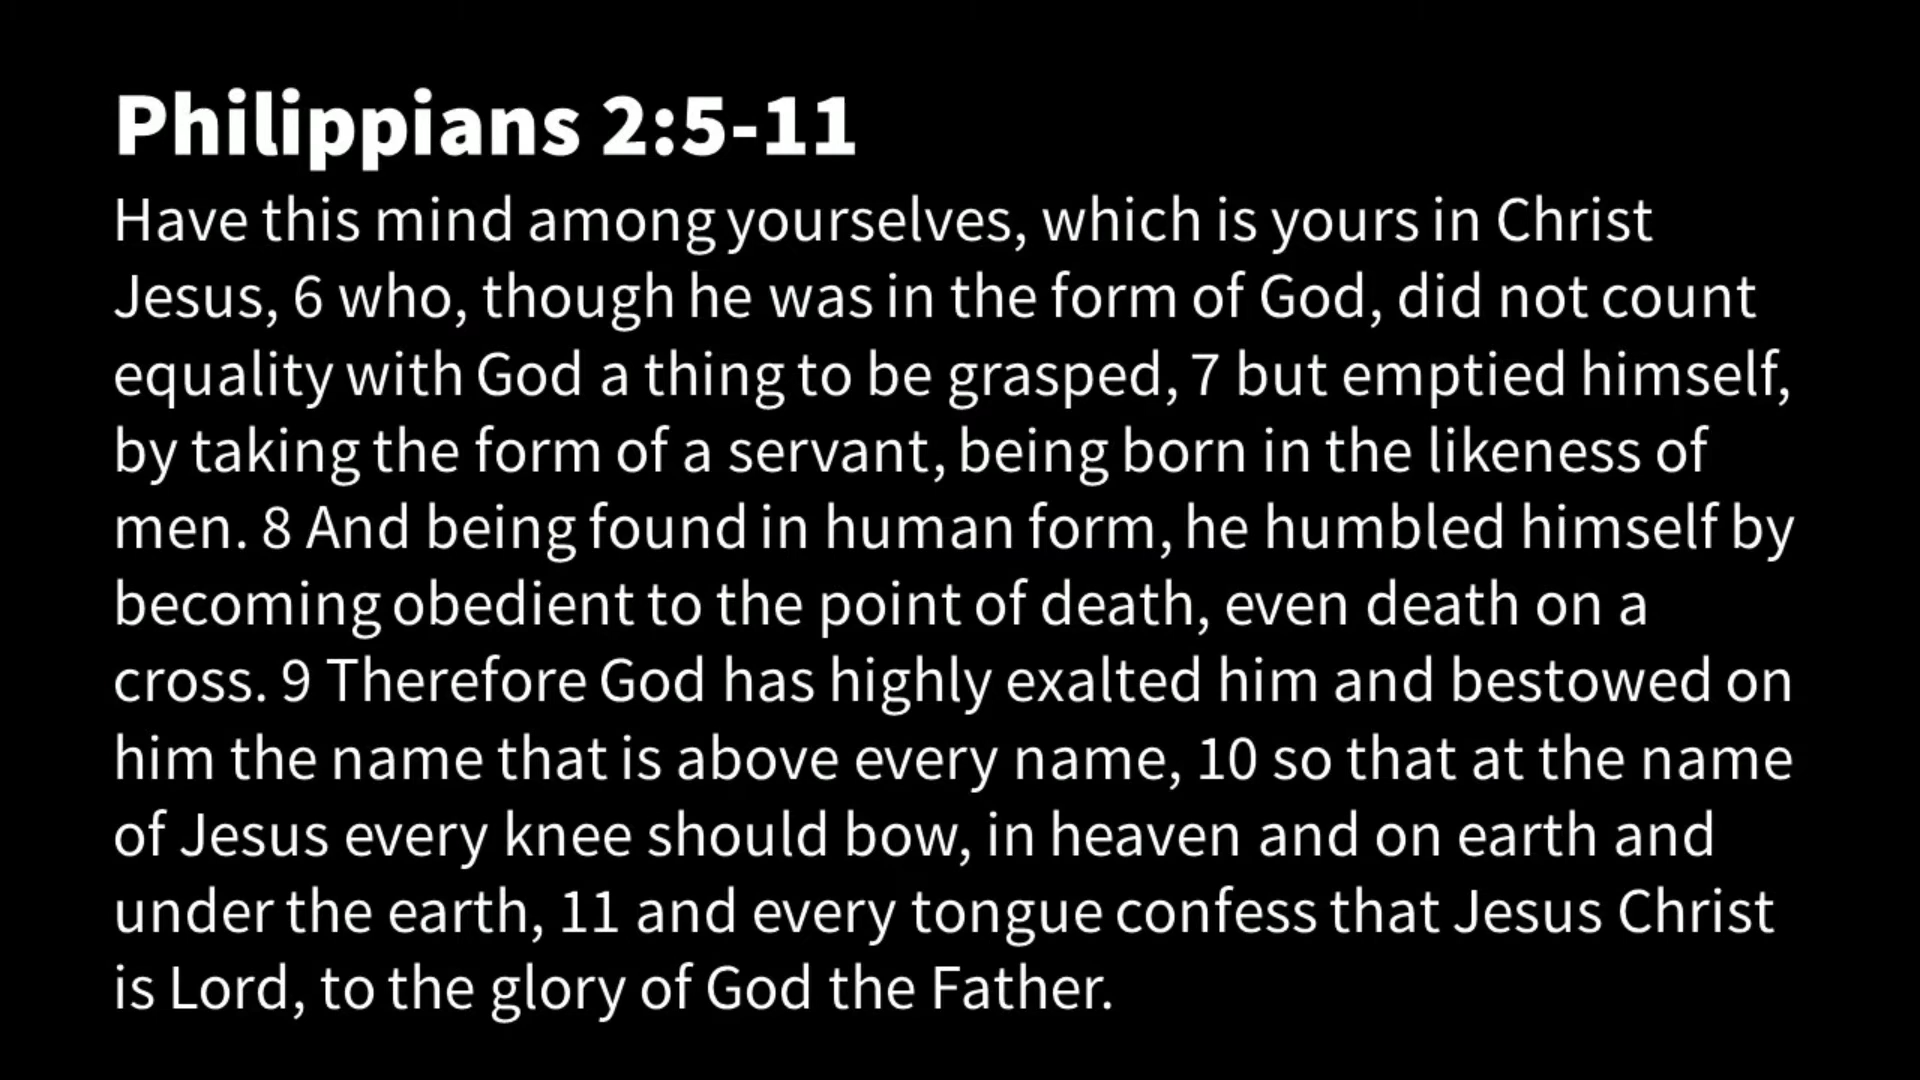 Philippians 2:5-11
Have this mind among yourselves, which is yours in Christ
Jesus, 6 who, though he was in the form of God, did not count
equality with God a thing to be grasped, 7 but emptied himself,
by taking the form of a servant, being born in the likeness of
men. 8 And being found in human form, he humbled himself by
becoming obedient to the point of death, even death on a
cross. 9 Therefore God has highly exalted him and bestowed on
him the name that is above every name, 10 so that at the name
of Jesus every knee should bow, in heaven and on earth and
under the earth, 11 and every tongue confess that Jesus Christ
is Lord, to the glory of God the Father.